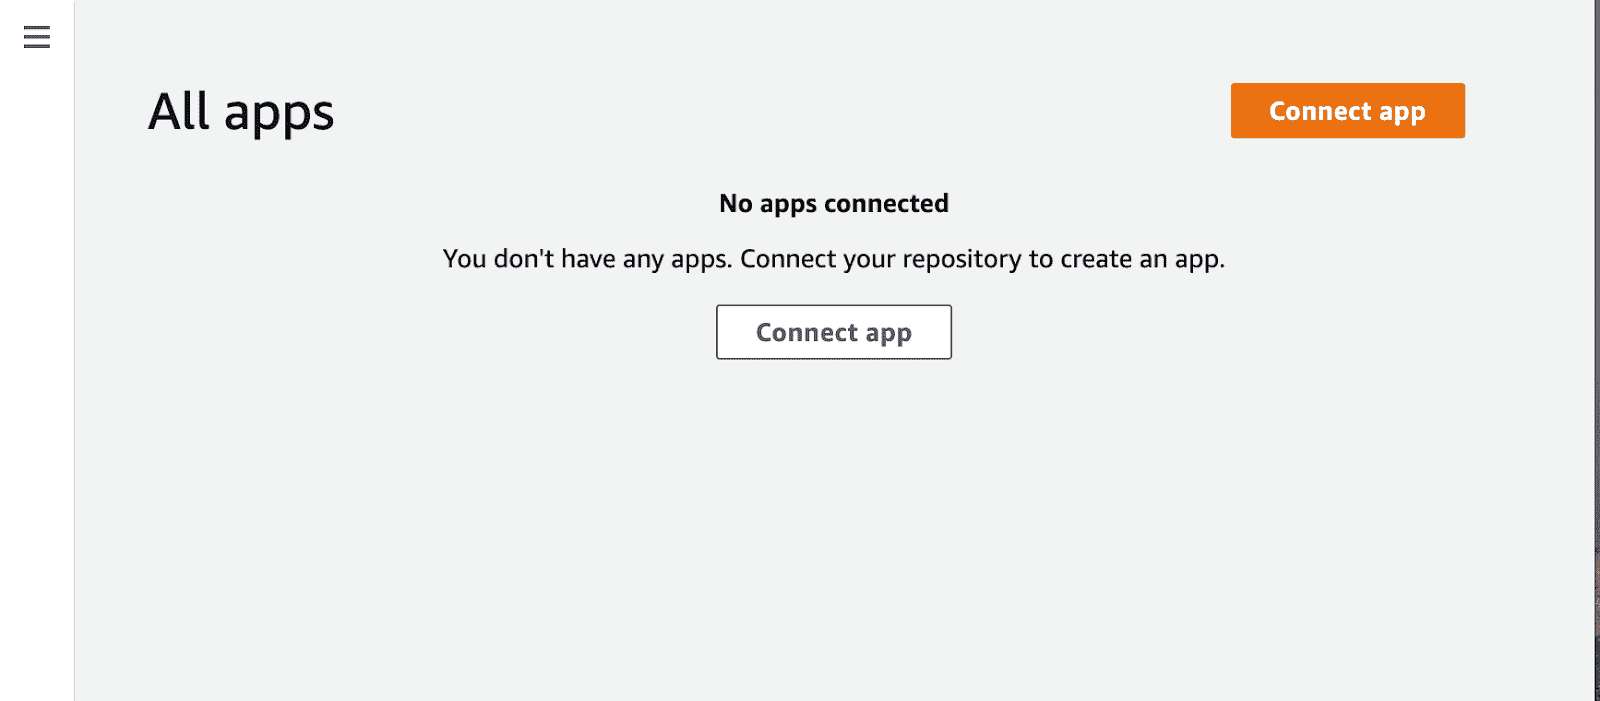 All apps
Connect app
No apps connected
You don't have any apps. Connect your repository to create an app.
Connect app